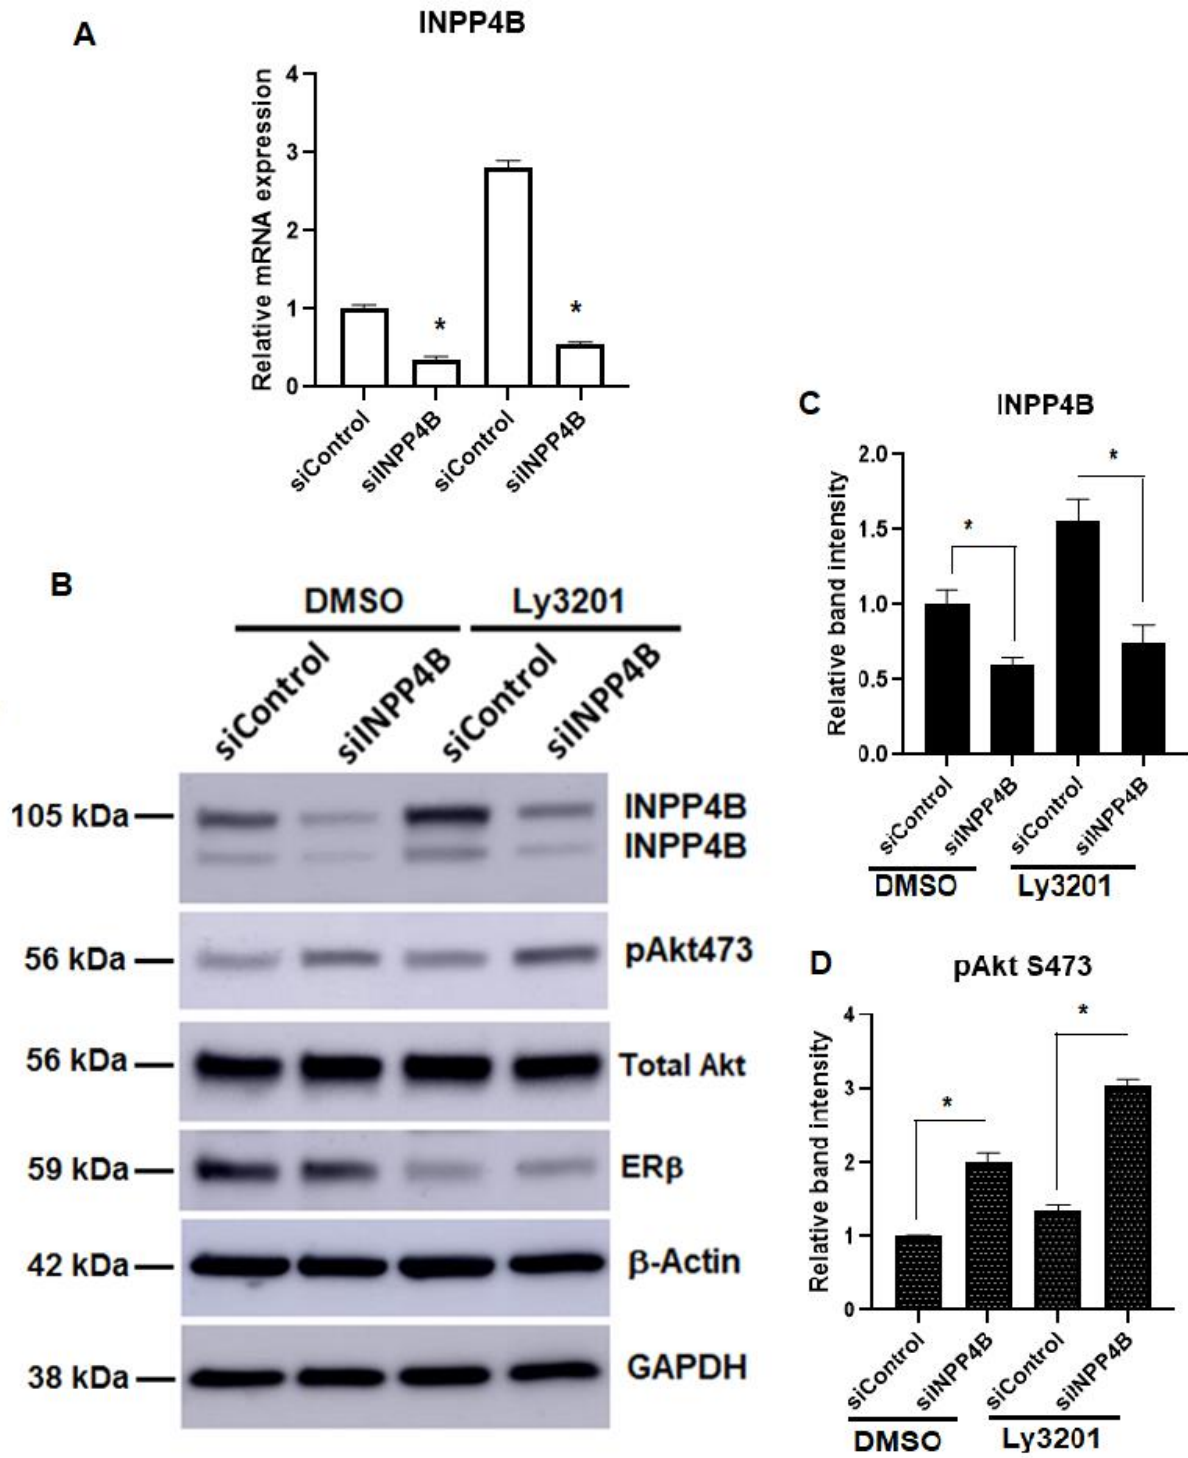 A
INPP4B
Relative mRNA expression
4
3
2
1
0
*
*
siControl
siINPP4B
siControl
siINPP4B
B
DMSO
Ly3201
siControl
siINPP4B
siControl
siINPP4B
105 kDa
INPP4B
INPP4B
56 kDa
pAkt473
56 kDa
Total Akt
59 kDa
ERβ
42 kDa
β-Actin
38 kDa
GAPDH
C
INPP4B
Relative band intensity
2.0
1.5
1.0
0.5
0.0
*
*
siControl
siINPP4B
siControl
siINPP4B
DMSO
Ly3201
D
pAkt S473
Relative band intensity
4
3
2
1
0
*
*
siControl
siINPP4B
siControl
siINPP4B
DMSO
Ly3201